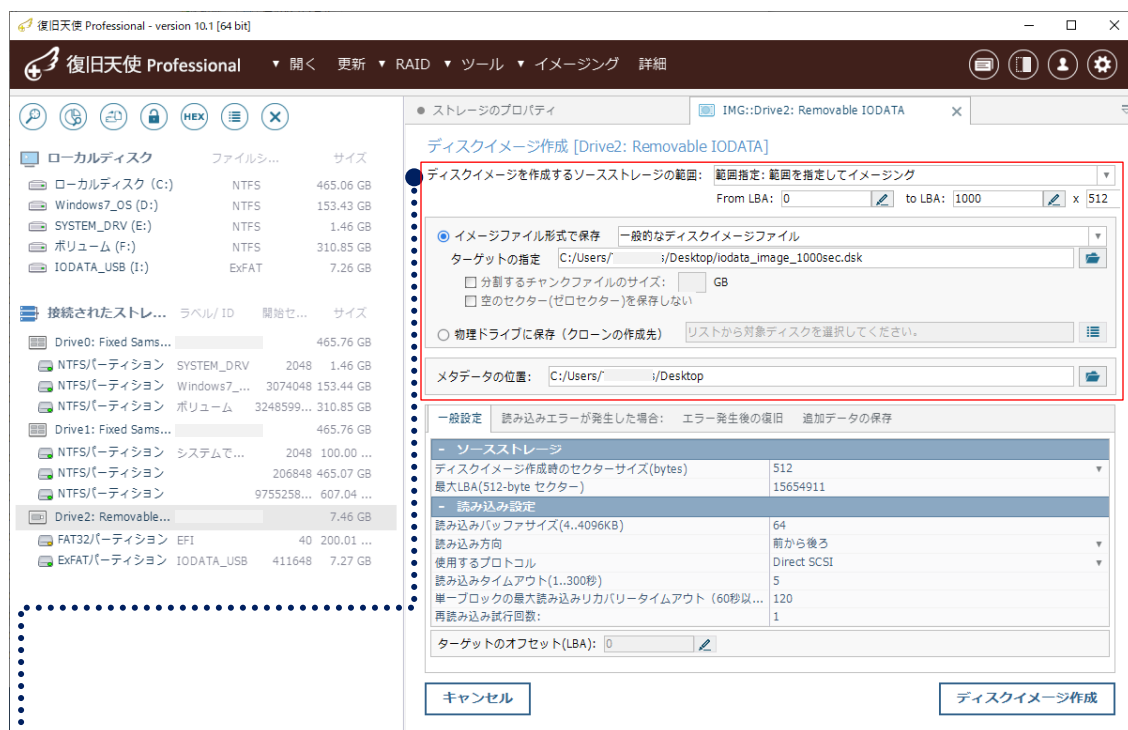 復旧天使 Professional - version 10.1 [64 bit]
復旧天使 Professional ▼ 開く 更新 ▼ RAID ▼ ツール ▼ イメージング 詳細
HEX
ローカルディスク ファイルシ... サイズ
ローカルディスク (C:) NTFS 465.06 GB
Windows7_OS (D:) NTFS 153.43 GB
SYSTEM_DRV (E:) NTFS 1.46 GB
ボリューム (F:) NTFS 310.85 GB
IODATA_USB (I:) ExFAT 7.26 GB
接続されたストレ... ラベル/ ID 開始セ... サイズ
Drive0: Fixed Sams... 465.76 GB
NTFSパーティション SYSTEM_DRV 2048 1.46 GB
NTFSパーティション Windows7_... 3074048 153.44 GB
NTFSパーティション ボリューム 3248599... 310.85 GB
Drive1: Fixed Sams... 465.76 GB
NTFSパーティション システムで... 2048 100.00 ...
NTFSパーティション 206848 465.07 GB
NTFSパーティション 9755258... 607.04 ...
Drive2: Removable... 7.46 GB
FAT32パーティション EFI 40 200.01 ...
ExFATパーティション IODATA_USB 411648 7.27 GB
ストレージのプロパティ IMG::Drive2: Removable IODATA
ディスクイメージ作成 [Drive2: Removable IODATA]
ディスクイメージを作成するソースストレージの範囲: 範囲指定: 範囲を指定してイメージング
From LBA: 0 to LBA: 1000 x 512
イメージファイル形式で保存 一般的なディスクイメージファイル
ターゲットの指定 C:/Users/ /Desktop/iodata_image_1000sec.dsk
分割するチャンクファイルのサイズ: GB
空のセクター(ゼロセクター)を保存しない
物理ドライブに保存（クローンの作成先） リストから対象ディスクを選択してください。
メタデータの位置: C:/Users/ /Desktop
一般設定 読み込みエラーが発生した場合: エラー発生後の復旧 追加データの保存
- ソースストレージ
ディスクイメージ作成時のセクターサイズ(bytes) 512
最大LBA(512-byte セクター) 15654911
- 読み込み設定
読み込みバッファサイズ(4..4096KB) 64
読み込み方向 前から後ろ
使用するプロトコル Direct SCSI
読み込みタイムアウト(1..300秒) 5
単一ブロックの最大読み込みリカバリータイムアウト（60秒以... 120
再読み込み試行回数: 1
ターゲットのオフセット(LBA): 0
キャンセル ディスクイメージ作成